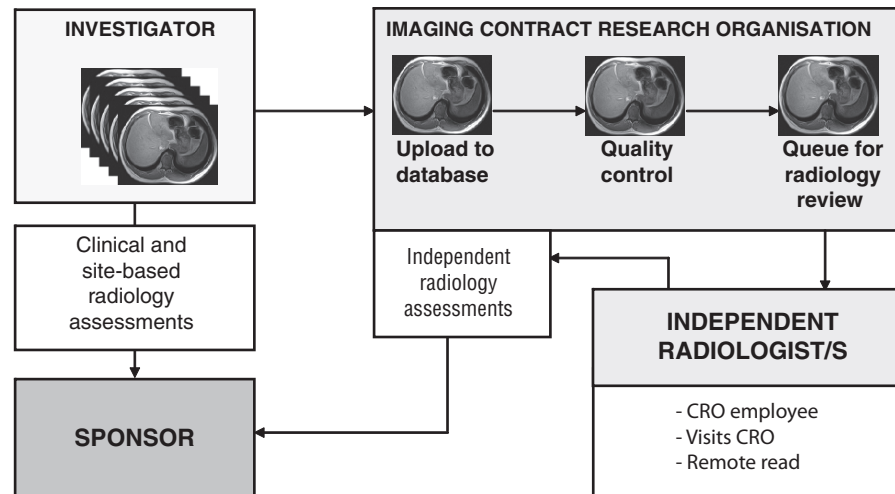 INVESTIGATOR
IMAGING CONTRACT RESEARCH ORGANISATION
Upload to
database
Quality
control
Queue for
radiology
review
Clinical and
site-based
radiology
assessments
Independent
radiology
assessments
INDEPENDENT
RADIOLOGIST/S
- CRO employee
- Visits CRO
- Remote read
SPONSOR